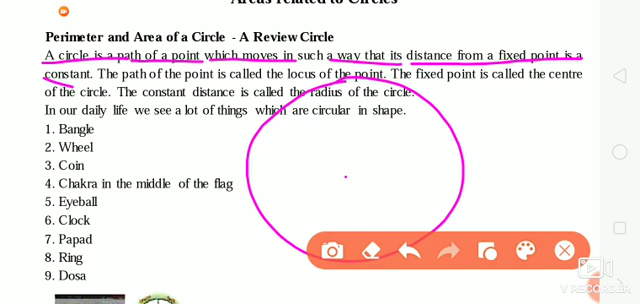 Areas related to Circles
Perimeter and Area of a Circle - A Review Circle
A circle is a path of a point which moves in such a way that its distance from a fixed point is a
constant. The path of the point is called the locus of the point. The fixed point is called the centre
of the circle. The constant distance is called the radius of the circle.
In our daily life we see a lot of things which are circular in shape.
1. Bangle
2. Wheel
3. Coin
4. Chakra in the middle of the flag
5. Eyeball
6. Clock
7. Papad
8. Ring
9. Dosa
V RECORDER